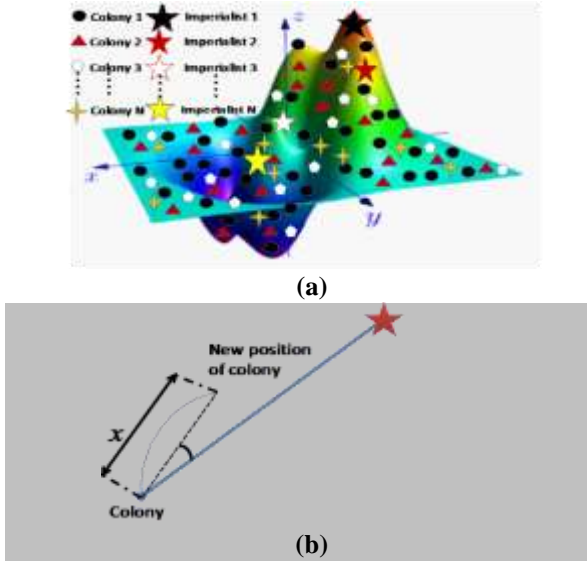 Colony 1 Imperialist 1
Colony 2 Imperialist 2
Colony 3 Imperialist 3
Colony N Imperialist N
z
x
y
(a)
New position
of colony
x
Colony
(b)